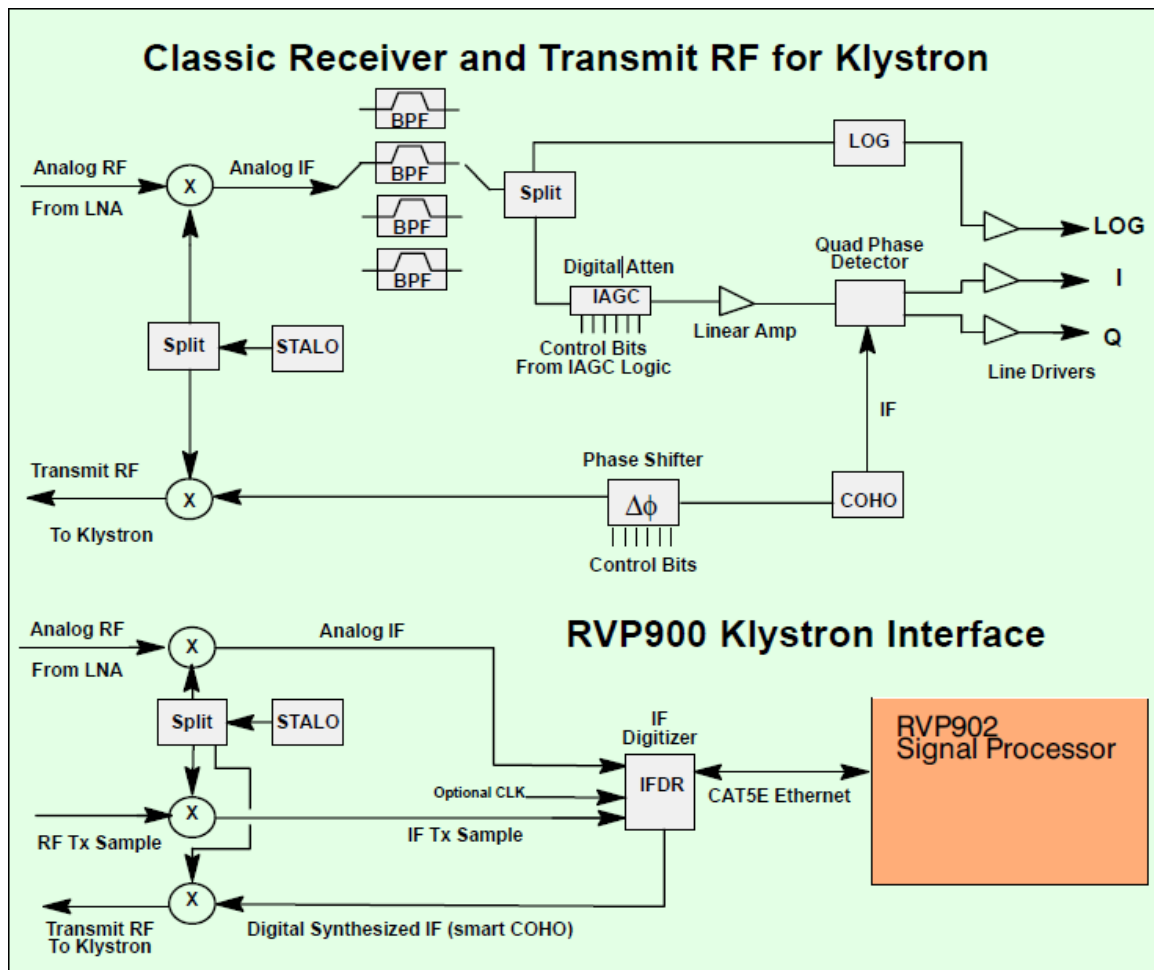 Classic Receiver and Transmit RF for Klystron
BPF
BPF
BPF
BPF
Analog RF
From LNA
X
Analog IF
Split
LOG
LOG
Quad Phase
Detector
I
Q
Line Drivers
Digital Atten
IAGC
Control Bits
From IAGC Logic
Linear Amp
Split
STALO
IF
Transmit RF
To Klystron
X
Phase Shifter
Δϕ
Control Bits
COHO
RVP900 Klystron Interface
Analog RF
From LNA
X
Analog IF
Split
STALO
IF
Digitizer
IFDR
Optional CLK
CAT5E Ethernet
RVP902
Signal Processor
RF Tx Sample
X
IF Tx Sample
X
Transmit RF
To Klystron
Digital Synthesized IF (smart COHO)